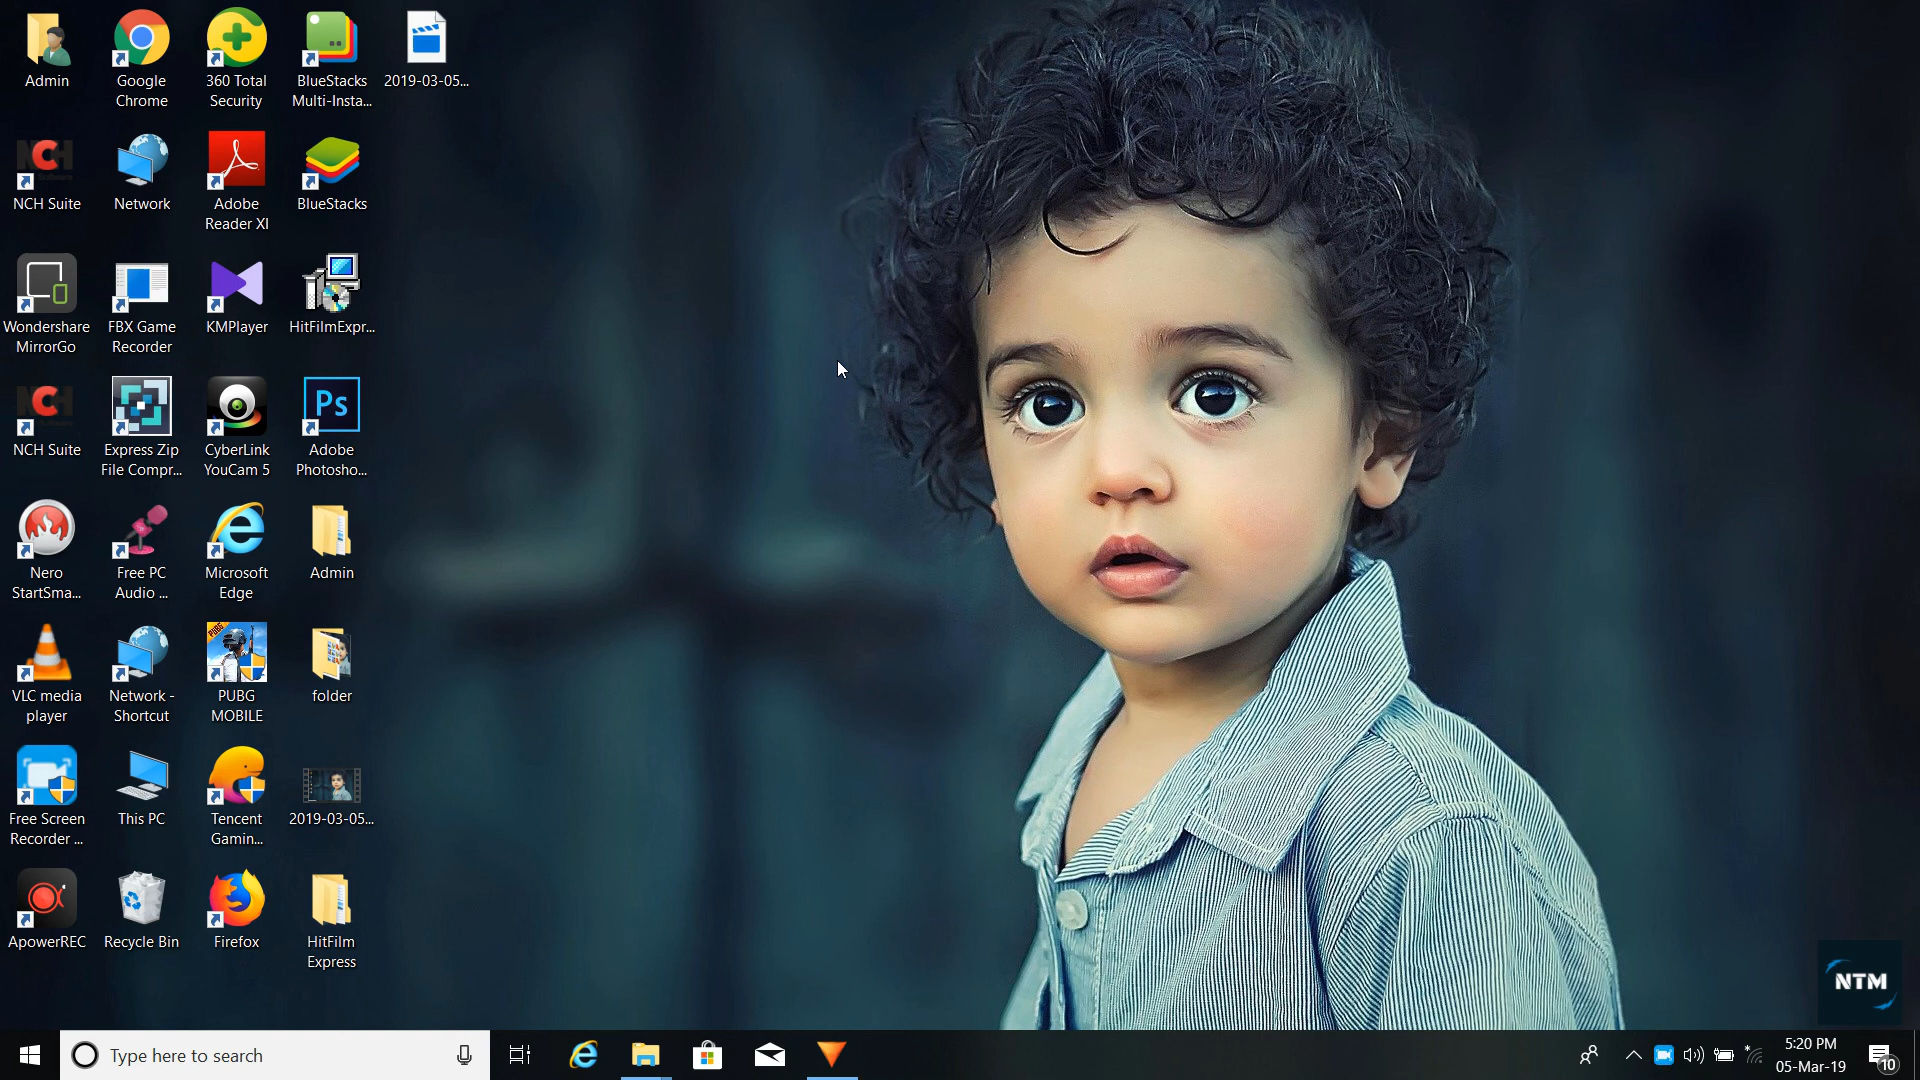 Admin
Google
Chrome
360 Total
Security
BlueStacks
Multi-Insta...
2019-03-05...
NCH Suite
Network
Adobe
Reader XI
BlueStacks
Wondershare
MirrorGo
FBX Game
Recorder
KMPlayer
HitFilmExpr...
NCH Suite
Express Zip
File Compr...
CyberLink
YouCam 5
Ps
Adobe
Photosho...
Nero
StartSma...
Free PC
Audio ...
Microsoft
Edge
Admin
VLC media
player
Network -
Shortcut
PUBG
PUBG
MOBILE
folder
Free Screen
Recorder ...
This PC
Tencent
Gamin...
2019-03-05...
ApowerREC
Recycle Bin
Firefox
HitFilm
Express
NTM
Type here to search
5:20 PM
05-Mar-19
10